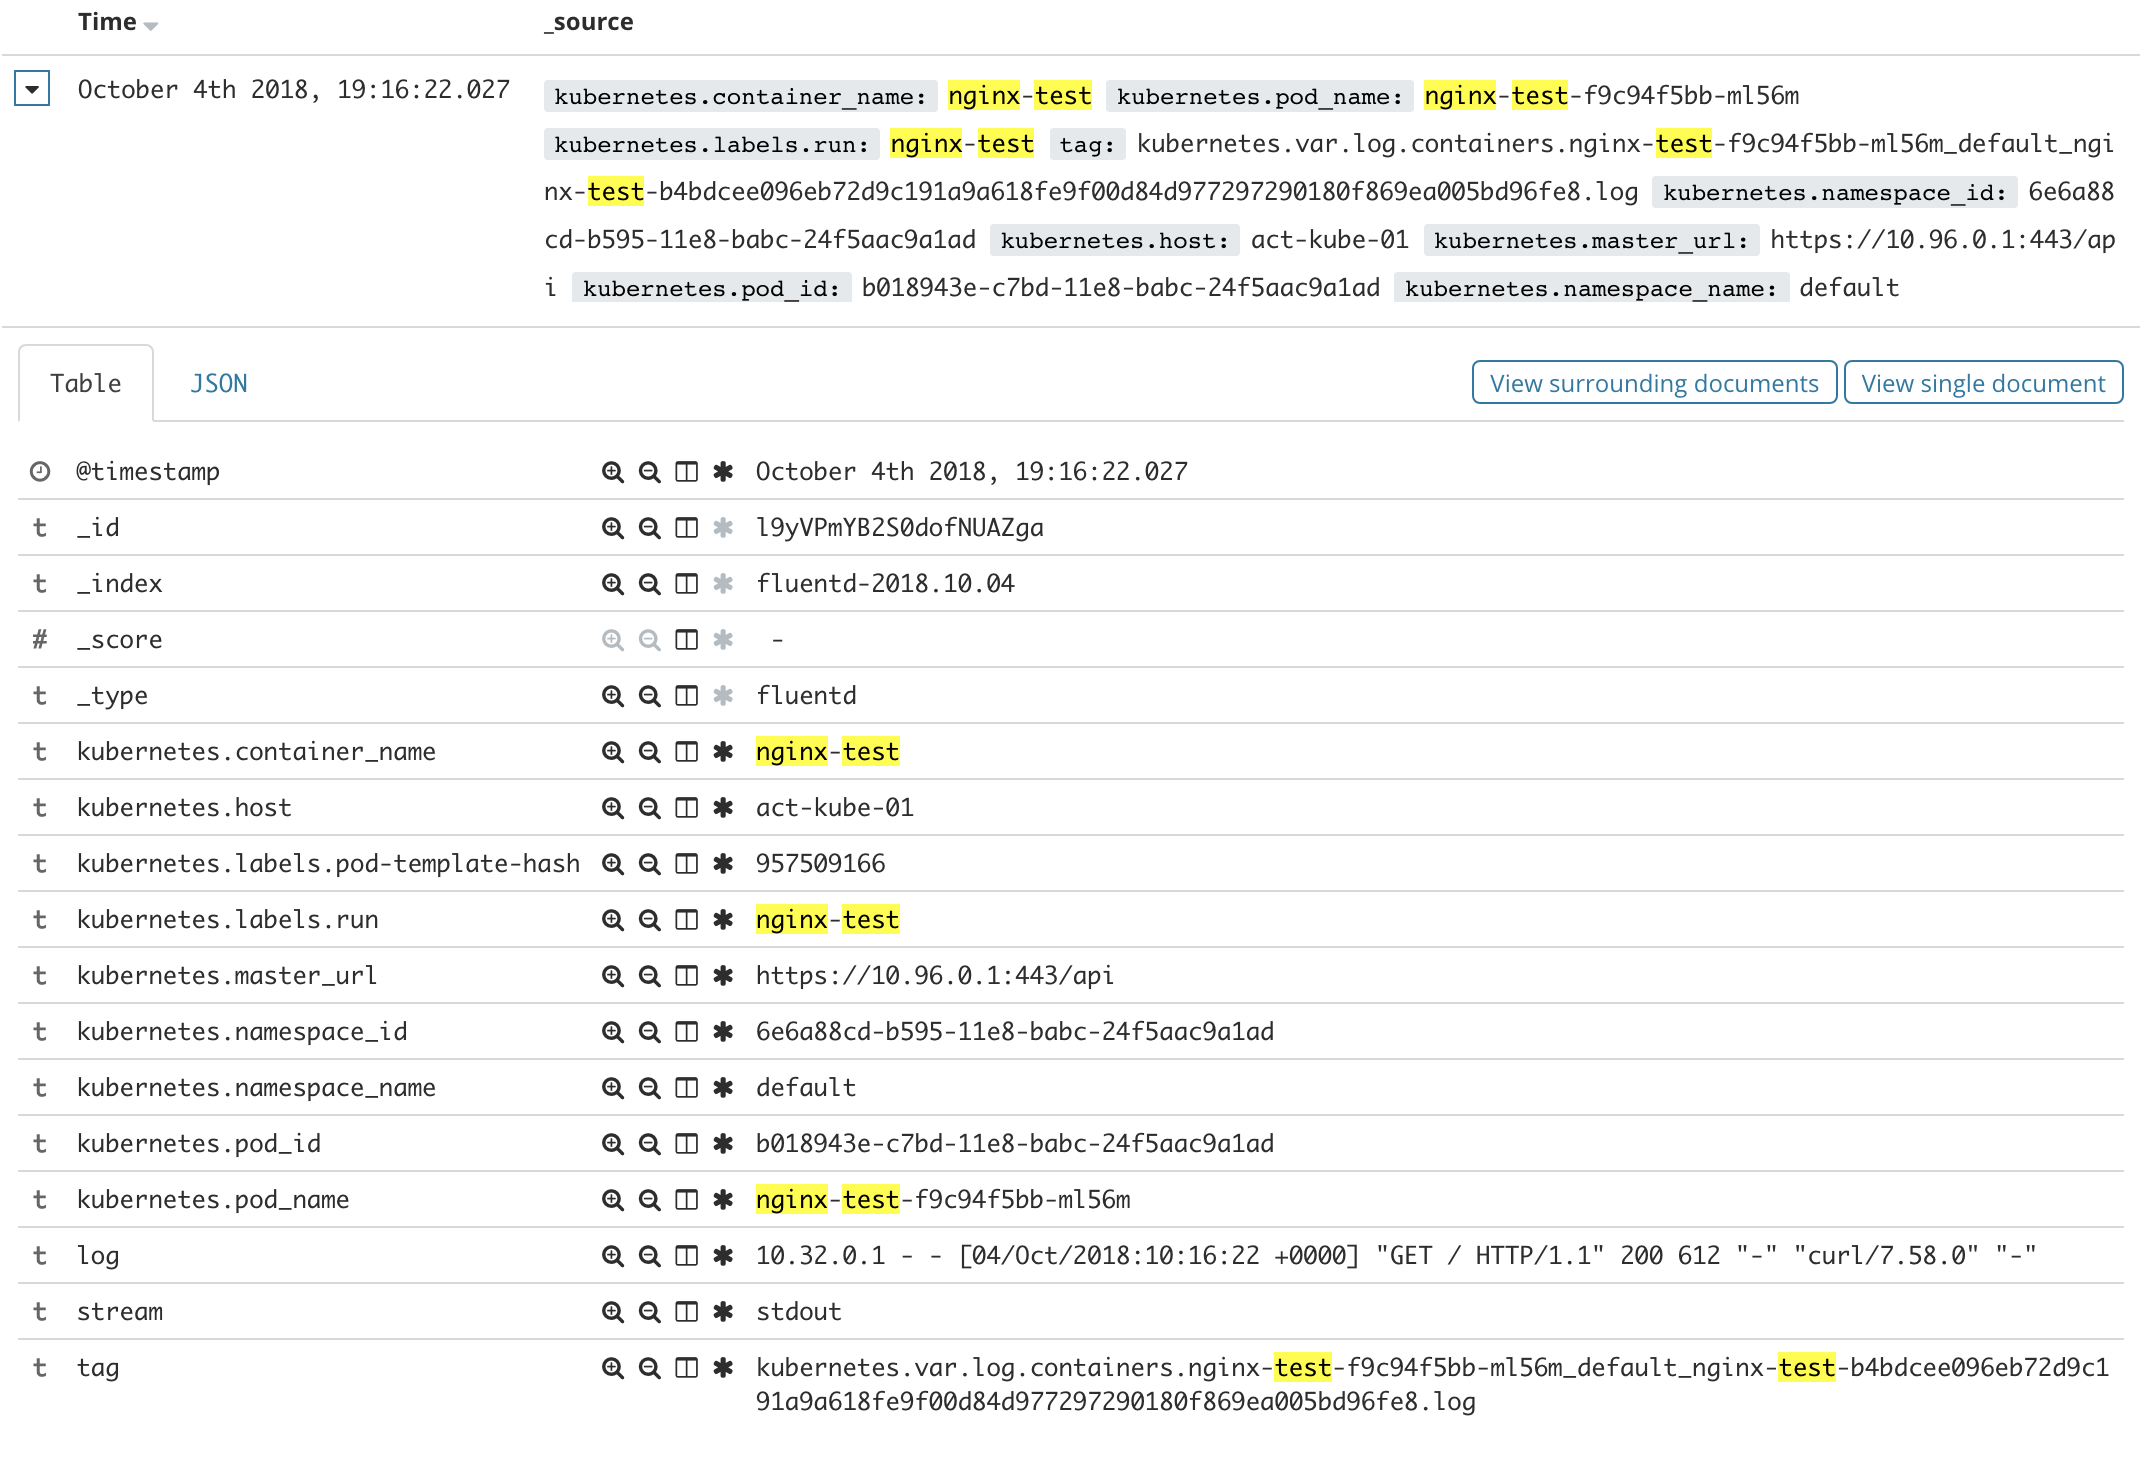 Time _source
October 4th 2018, 19:16:22.027 kubernetes.container_name: nginx-test kubernetes.pod_name: nginx-test-f9c94f5bb-ml56m
kubernetes.labels.run: nginx-test tag: kubernetes.var.log.containers.nginx-test-f9c94f5bb-ml56m_default_ngi
nx-test-b4bdcee096eb72d9c191a9a618fe9f00d84d977297290180f869ea005bd96fe8.log kubernetes.namespace_id: 6e6a88
cd-b595-11e8-babc-24f5aac9a1ad kubernetes.host: act-kube-01 kubernetes.master_url: https://10.96.0.1:443/ap
i kubernetes.pod_id: b018943e-c7bd-11e8-babc-24f5aac9a1ad kubernetes.namespace_name: default
Table JSON View surrounding documents View single document
@timestamp October 4th 2018, 19:16:22.027
t _id l9yVPmYB2S0dofNUAZga
t _index fluentd-2018.10.04
# _score -
t _type fluentd
t kubernetes.container_name nginx-test
t kubernetes.host act-kube-01
t kubernetes.labels.pod-template-hash 957509166
t kubernetes.labels.run nginx-test
t kubernetes.master_url https://10.96.0.1:443/api
t kubernetes.namespace_id 6e6a88cd-b595-11e8-babc-24f5aac9a1ad
t kubernetes.namespace_name default
t kubernetes.pod_id b018943e-c7bd-11e8-babc-24f5aac9a1ad
t kubernetes.pod_name nginx-test-f9c94f5bb-ml56m
t log 10.32.0.1 - - [04/Oct/2018:10:16:22 +0000] "GET / HTTP/1.1" 200 612 "-" "curl/7.58.0" "-"
t stream stdout
t tag kubernetes.var.log.containers.nginx-test-f9c94f5bb-ml56m_default_nginx-test-b4bdcee096eb72d9c1
91a9a618fe9f00d84d977297290180f869ea005bd96fe8.log